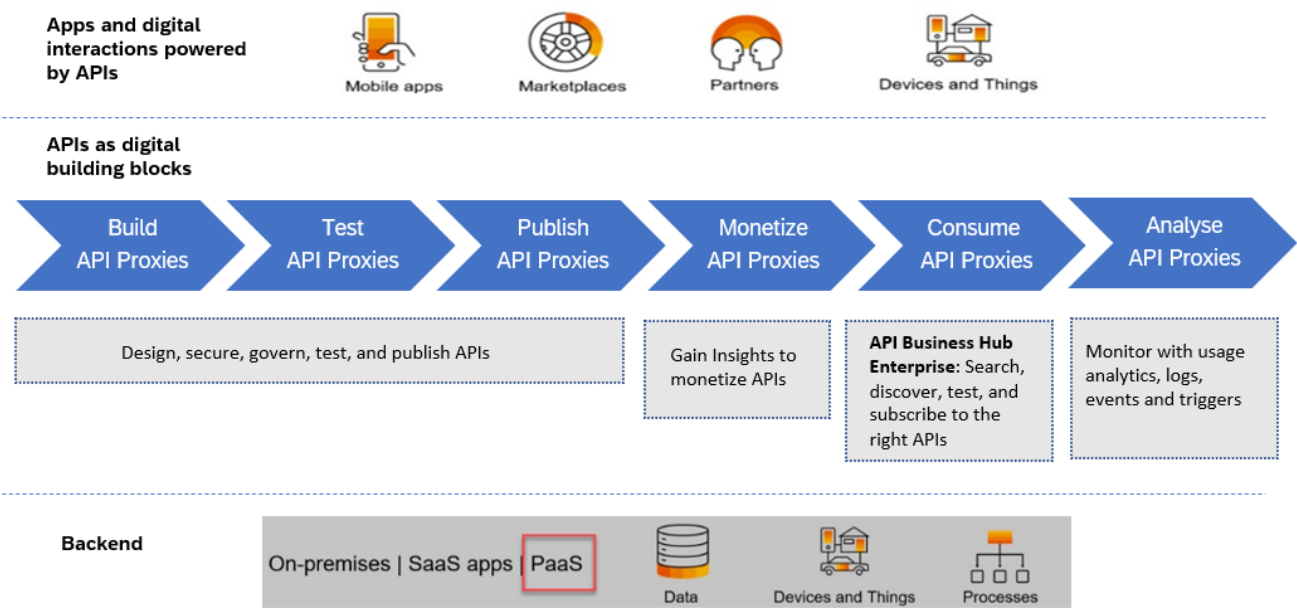 Apps and digital
interactions powered
by APIs
Mobile apps
Marketplaces
Partners
Devices and Things
APIs as digital
building blocks
Build
API Proxies
Test
API Proxies
Publish
API Proxies
Monetize
API Proxies
Consume
API Proxies
Analyse
API Proxies
Design, secure, govern, test, and publish APIs
Gain Insights to
monetize APIs
API Business Hub
Enterprise: Search,
discover, test, and
subscribe to the
right APIs
Monitor with usage
analytics, logs,
events and triggers
Backend
On-premises | SaaS apps | PaaS
Data
Devices and Things
Processes